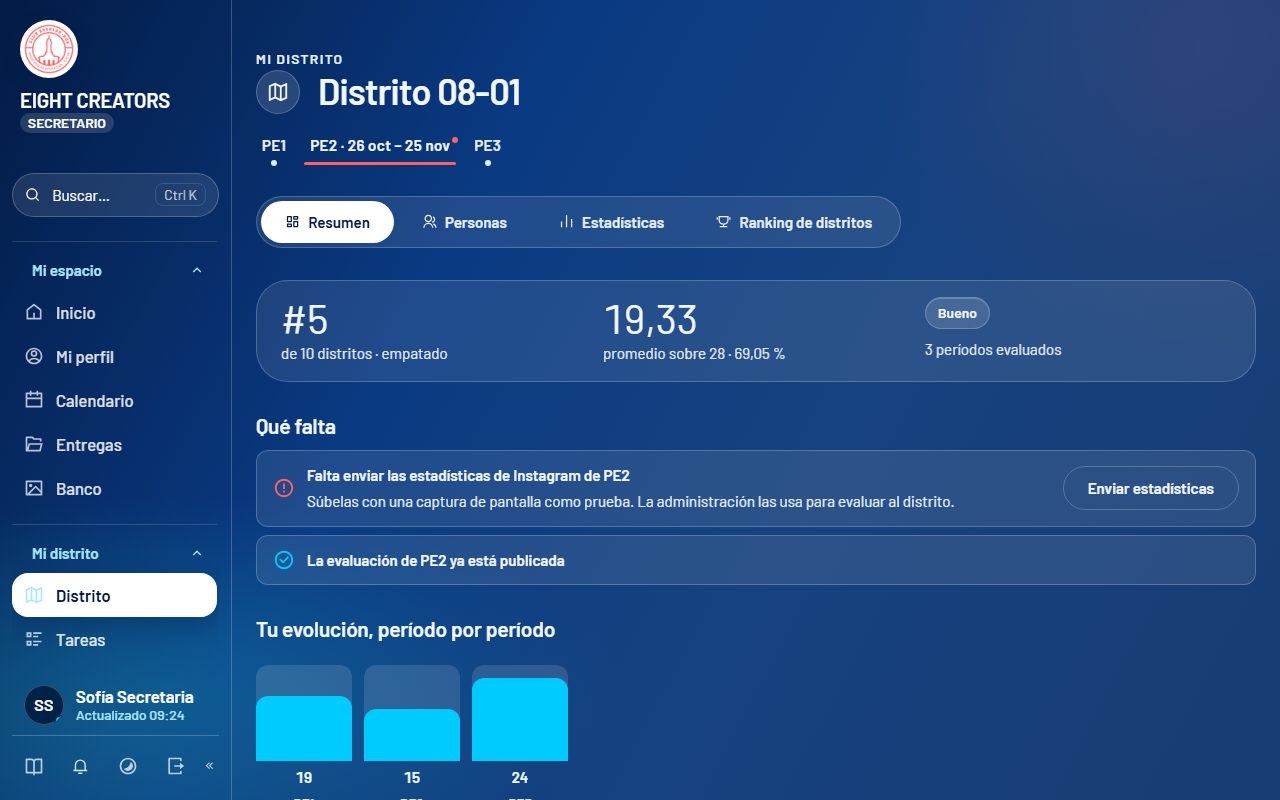 EIGHT CREATORS
SECRETARIO
Buscar...
Ctrl K
Mi espacio
Inicio
Mi perfil
Calendario
Entregas
Banco
Mi distrito
Distrito
Tareas
SS
Sofía Secretaria
Actualizado 09:24
«
MI DISTRITO
Distrito 08-01
PE1
PE2 · 26 oct – 25 nov
PE3
Resumen
Personas
Estadísticas
Ranking de distritos
#5
de 10 distritos · empatado
19,33
promedio sobre 28 · 69,05 %
Bueno
3 períodos evaluados
Qué falta
Falta enviar las estadísticas de Instagram de PE2
Súbelas con una captura de pantalla como prueba. La administración las usa para evaluar al distrito.
Enviar estadísticas
La evaluación de PE2 ya está publicada
Tu evolución, período por período
19
15
24